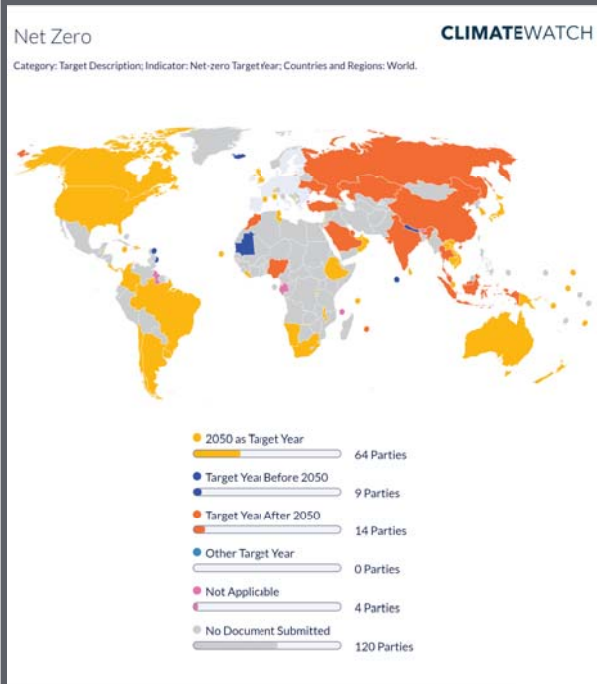 Net Zero
CLIMATEWATCH
Category: Target Description; Indicator: Net-zero Target Year; Countries and Regions: World.
2050 as Target Year
64 Parties
Target Year Before 2050
9 Parties
Target Year After 2050
14 Parties
Other Target Year
0 Parties
Not Applicable
4 Parties
No Document Submitted
120 Parties